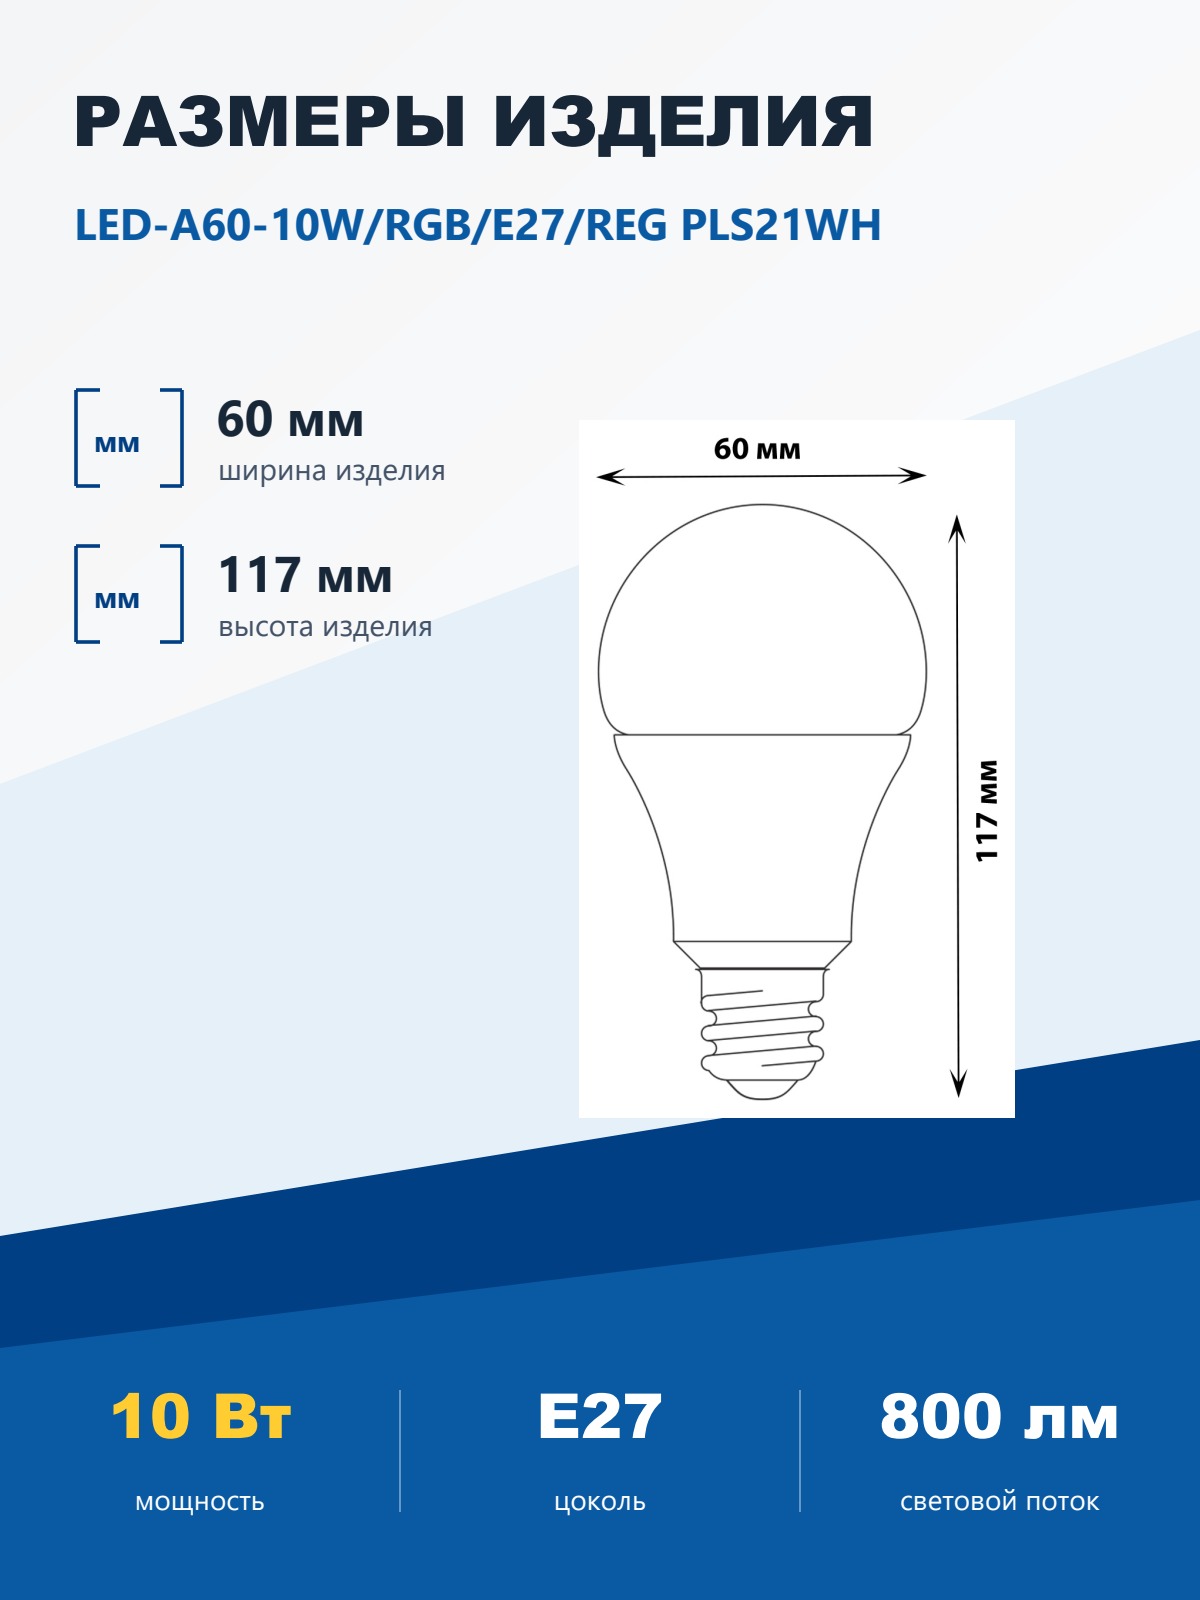 РАЗМЕРЫ ИЗДЕЛИЯ
LED-A60-10W/RGB/E27/REG PLS21WH
мм
60 мм
ширина изделия
мм
117 мм
высота изделия
60 мм
117 мм
10 Вт
мощность
E27
цоколь
800 лм
световой поток